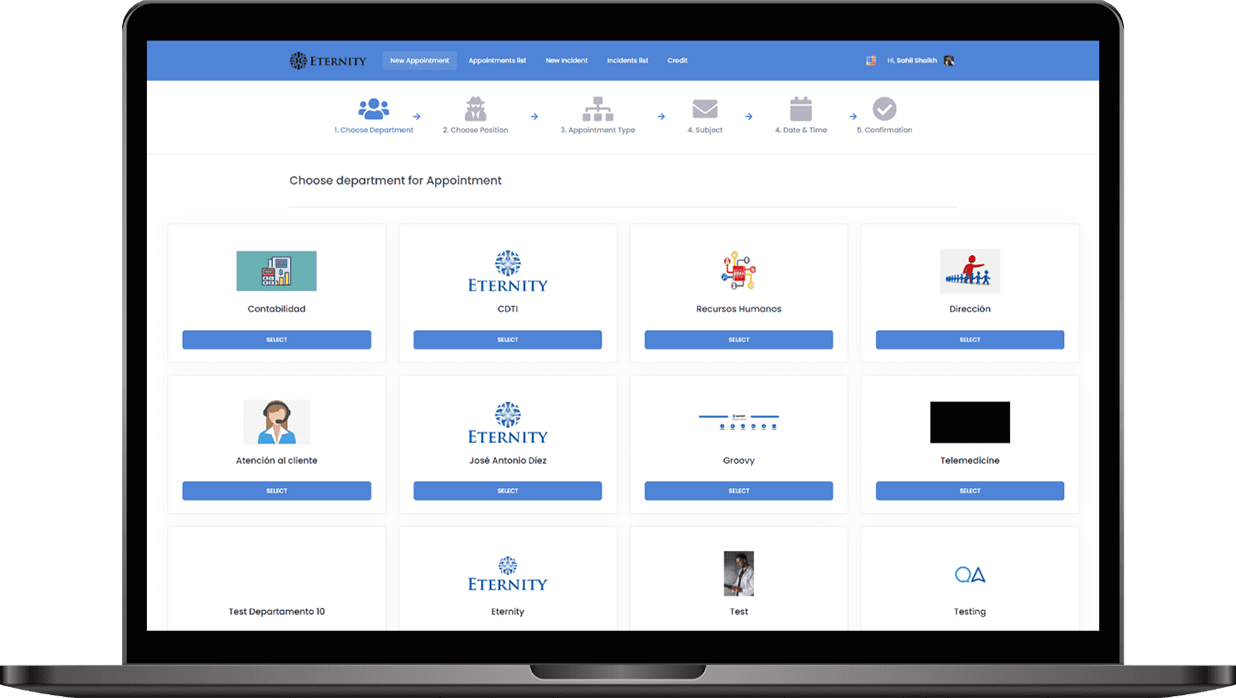 ETERNITY New Appointment Appointments list New Incident Incidents list Credit Hi, Sahil Shaikh
1. Choose Department 2. Choose Position 3. Appointment Type 4. Subject 4. Date & Time 5. Confirmation
Choose department for Appointment
ETERNITY
Contabilidad CDTI Recursos Humanos Dirección
SELECT SELECT SELECT SELECT
ETERNITY
Atención al cliente José Antonio Díez Groovy Telemedicine
SELECT SELECT SELECT SELECT
ETERNITY QA
Test Departamento 10 Eternity Test Testing